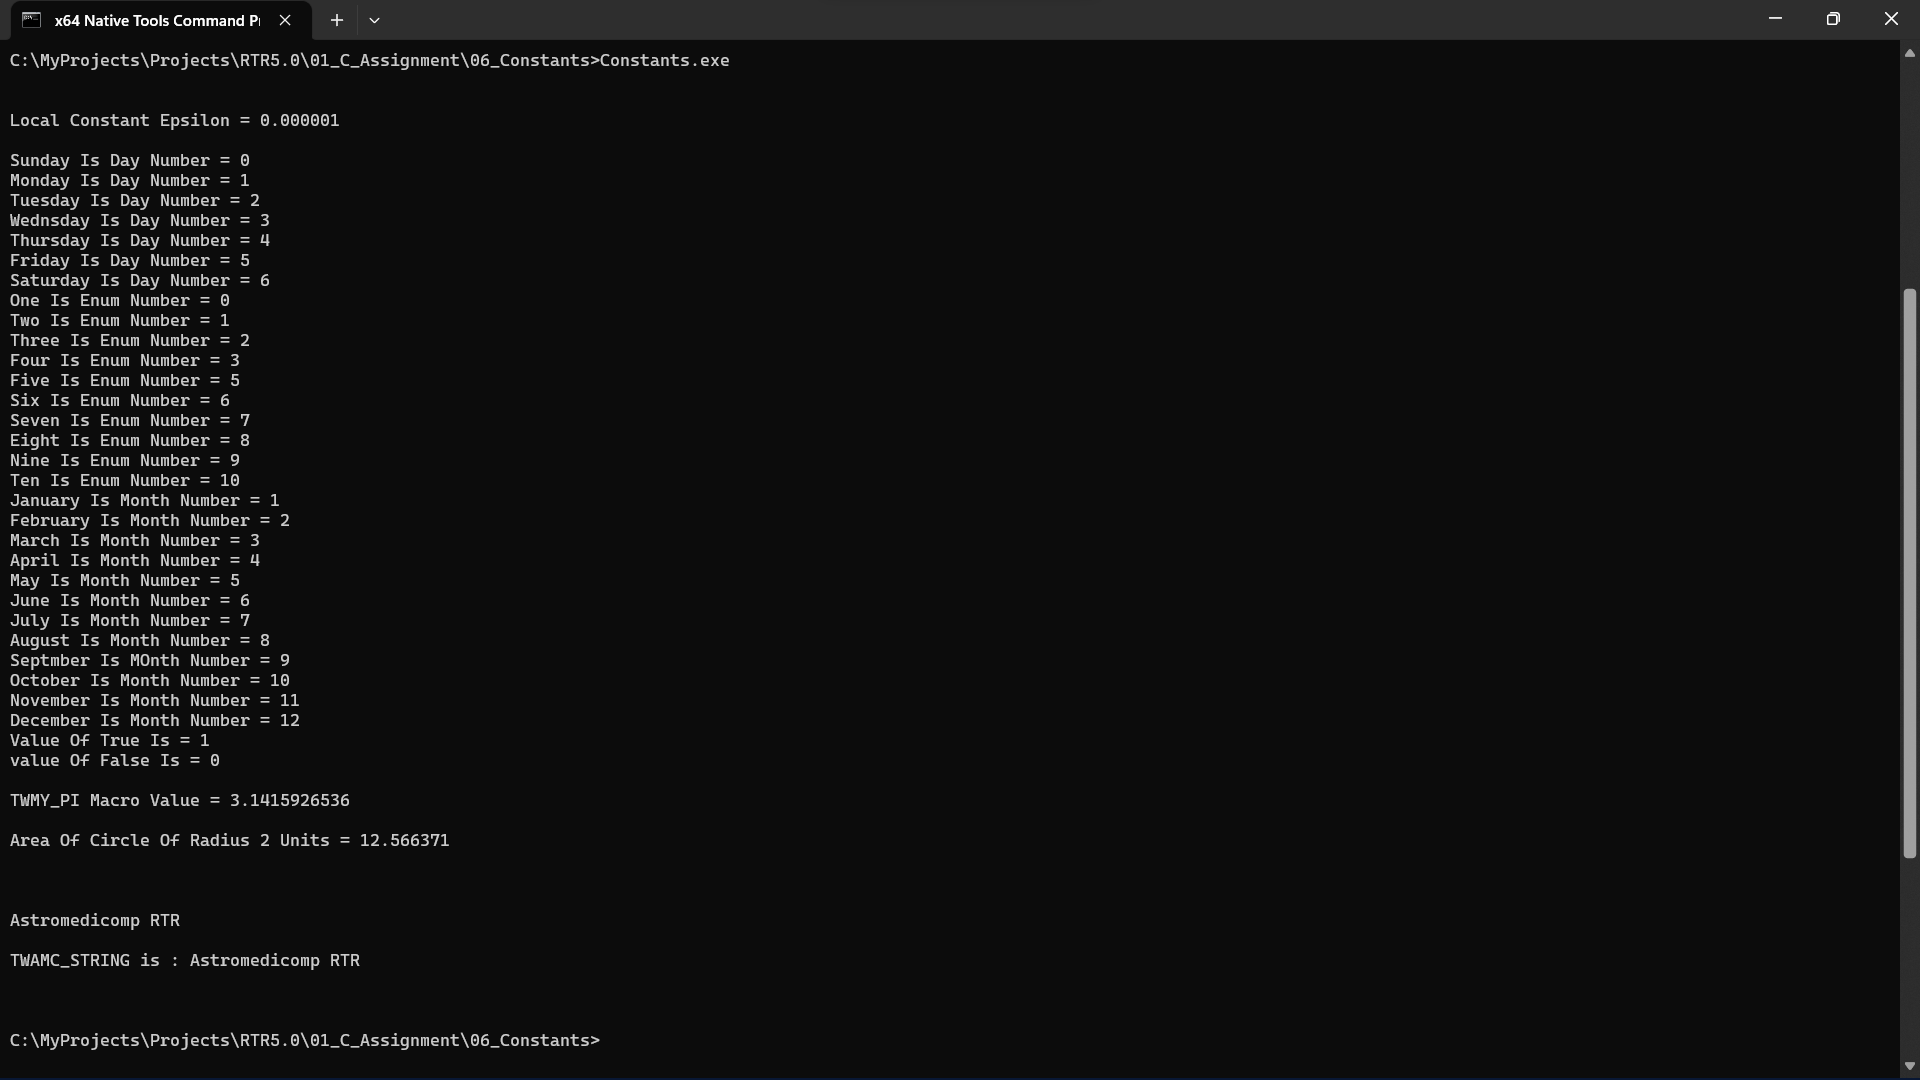 x64 Native Tools Command P
C:\MyProjects\Projects\RTR5.0\01_C_Assignment\06_Constants>Constants.exe
Local Constant Epsilon = 0.000001
Sunday Is Day Number = 0
Monday Is Day Number = 1
Tuesday Is Day Number = 2
Wednsday Is Day Number = 3
Thursday Is Day Number = 4
Friday Is Day Number = 5
Saturday Is Day Number = 6
One Is Enum Number = 0
Two Is Enum Number = 1
Three Is Enum Number = 2
Four Is Enum Number = 3
Five Is Enum Number = 5
Six Is Enum Number = 6
Seven Is Enum Number = 7
Eight Is Enum Number = 8
Nine Is Enum Number = 9
Ten Is Enum Number = 10
January Is Month Number = 1
February Is Month Number = 2
March Is Month Number = 3
April Is Month Number = 4
May Is Month Number = 5
June Is Month Number = 6
July Is Month Number = 7
August Is Month Number = 8
Septmber Is MOnth Number = 9
October Is Month Number = 10
November Is Month Number = 11
December Is Month Number = 12
Value Of True Is = 1
value Of False Is = 0
TWMY_PI Macro Value = 3.1415926536
Area Of Circle Of Radius 2 Units = 12.566371
Astromedicomp RTR
TWAMC_STRING is : Astromedicomp RTR
C:\MyProjects\Projects\RTR5.0\01_C_Assignment\06_Constants>